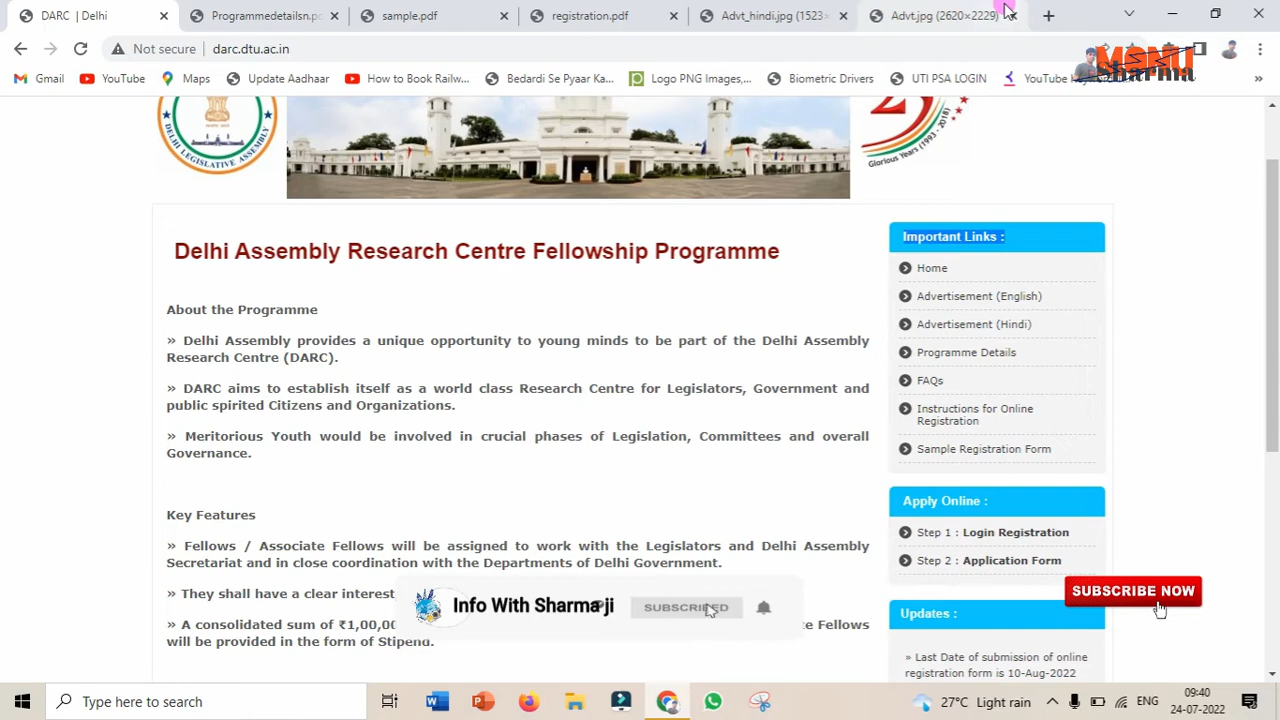 DARC | Delhi
Programmedetailsn.pd
sample.pdf
registration.pdf
Advt_hindi.jpg (1523×
Advt.jpg (2620×2229)
Not secure
darc.dtu.ac.in
MONU
Sharma
Gmail
YouTube
Maps
Update Aadhaar
How to Book Railw...
Bedardi Se Pyaar Ka...
Logo PNG Images,...
Biometric Drivers
UTI PSA LOGIN
YouTube
DELHI LEGISLATIVE ASSEMBLY
25
Glorious Years (1993 - 2018)
Delhi Assembly Research Centre Fellowship Programme
About the Programme
» Delhi Assembly provides a unique opportunity to young minds to be part of the Delhi Assembly
Research Centre (DARC).
» DARC aims to establish itself as a world class Research Centre for Legislators, Government and
public spirited Citizens and Organizations.
» Meritorious Youth would be involved in crucial phases of Legislation, Committees and overall
Governance.
Key Features
» Fellows / Associate Fellows will be assigned to work with the Legislators and Delhi Assembly
Secretariat and in close coordination with the Departments of Delhi Government.
» They shall have a clear interest
» A consolidated sum of ₹1,00,00
te Fellows
will be provided in the form of Stipend.
Important Links :
Home
Advertisement (English)
Advertisement (Hindi)
Programme Details
FAQs
Instructions for Online
Registration
Sample Registration Form
Apply Online :
Step 1 : Login Registration
Step 2 : Application Form
Updates :
» Last Date of submission of online
registration form is 10-Aug-2022
Info With Sharma ji
SUBSCRIBED
SUBSCRIBE NOW
Type here to search
27°C Light rain
ENG
09:40
24-07-2022